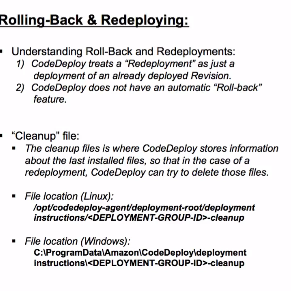 Rolling-Back & Redeploying:
Understanding Roll-Back and Redeployments:
1) CodeDeploy treats a "Redeployment" as just a
deployment of an already deployed Revision.
2) CodeDeploy does not have an automatic "Roll-back"
feature.
"Cleanup" file:
▪ The cleanup files is where CodeDeploy stores information
about the last installed files, so that in the case of a
redeployment, CodeDeploy can try to delete those files.
▪ File location (Linux):
/opt/codedeploy-agent/deployment-root/deployment
instructions/<DEPLOYMENT-GROUP-ID>-cleanup
▪ File location (Windows):
C:\ProgramData\Amazon\CodeDeploy\deployment
instructions\<DEPLOYMENT-GROUP-ID>-cleanup